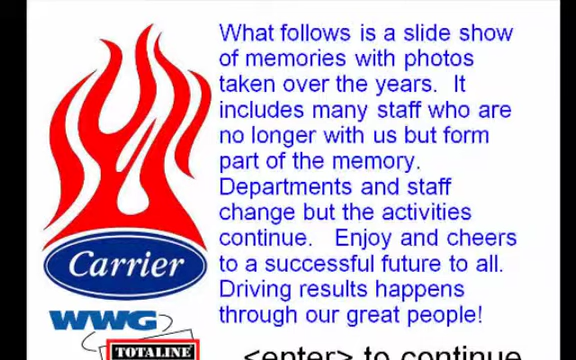 What follows is a slide show
of memories with photos
taken over the years.  It
includes many staff who are
no longer with us but form
part of the memory.
Departments and staff
change but the activities
continue.   Enjoy and cheers
to a successful future to all.
Driving results happens
through our great people!
Carrier
WWG
TOTALINE
<enter> to continue